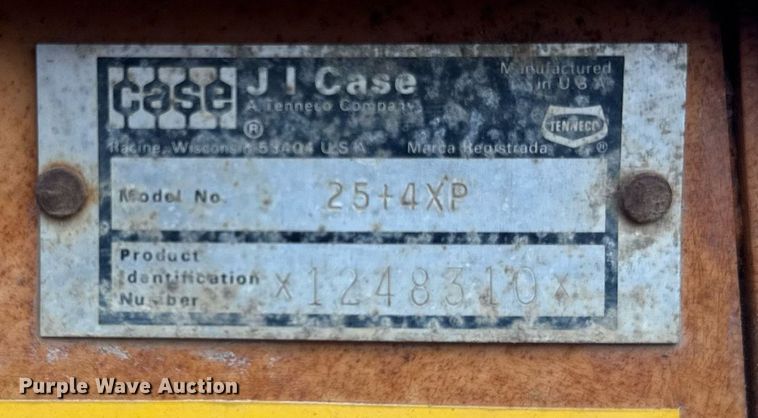 case
J I Case
A Tenneco Company
®
Manufactured
in U S A
TENNECO
®
Racine, Wisconsin 53404 U S A
Marca Registrada
Model No. 25+4XP
Product
Identification
Number X1248310X
Purple Wave Auction